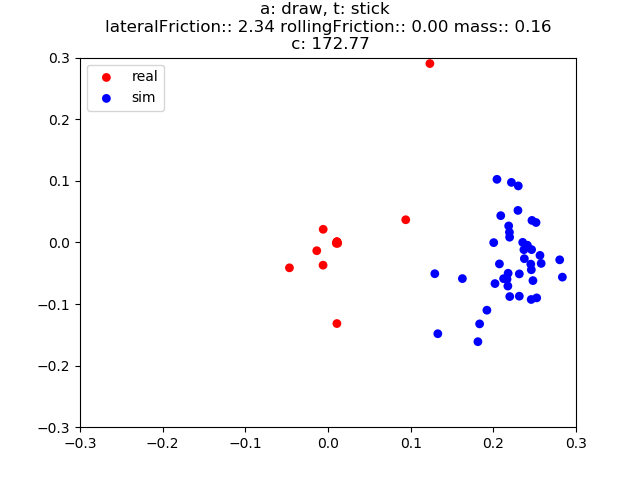 a: draw, t: stick
lateralFriction:: 2.34 rollingFriction:: 0.00 mass:: 0.16
c: 172.77
real
sim
0.3
0.2
0.1
0.0
−0.1
−0.2
−0.3
−0.3 −0.2 −0.1 0.0 0.1 0.2 0.3